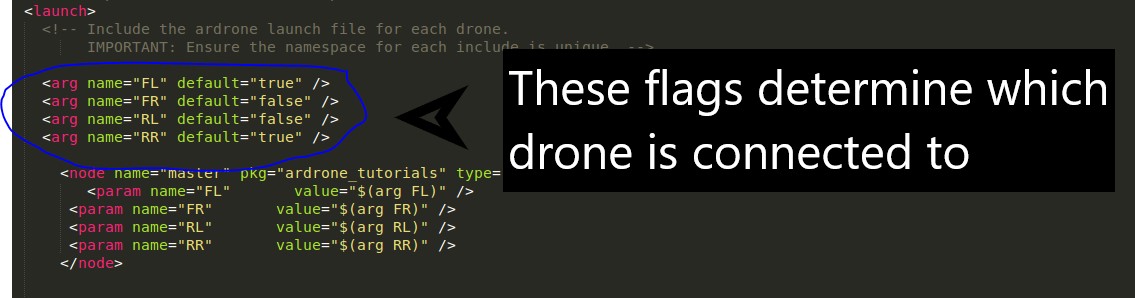 <launch>
<!-- Include the ardrone launch file for each drone.
IMPORTANT: Ensure the namespace for each include is unique. -->
<arg name="FL" default="true" />
<arg name="FR" default="false" />
<arg name="RL" default="false" />
<arg name="RR" default="true" />
These flags determine which
drone is connected to
<node name="master" pkg="ardrone_tutorials" type=
<param name="FL" value="$(arg FL)" />
<param name="FR" value="$(arg FR)" />
<param name="RL" value="$(arg RL)" />
<param name="RR" value="$(arg RR)" />
</node>